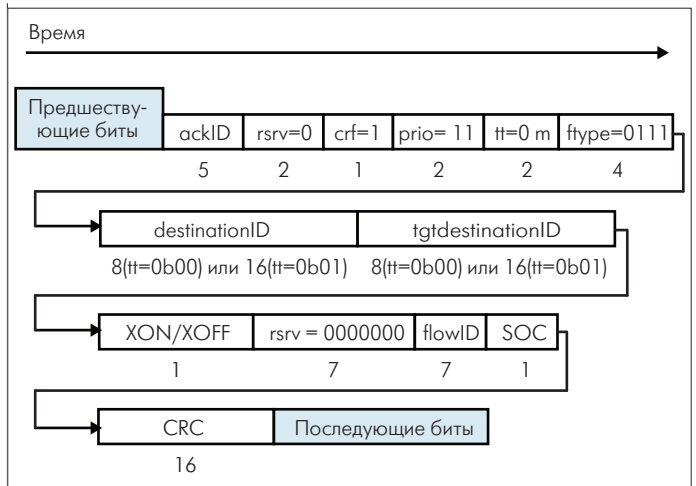 Время
Предшеству-
ющие биты
ackID rsrv=0 crf=1 prio= 11 tt=0 m ftype=0111
5 2 1 2 2 4
destinationID tgtdestinationID
8(tt=0b00) или 16(tt=0b01) 8(tt=0b00) или 16(tt=0b01)
XON/XOFF rsrv = 0000000 flowID SOC
1 7 7 1
CRC Последующие биты
16